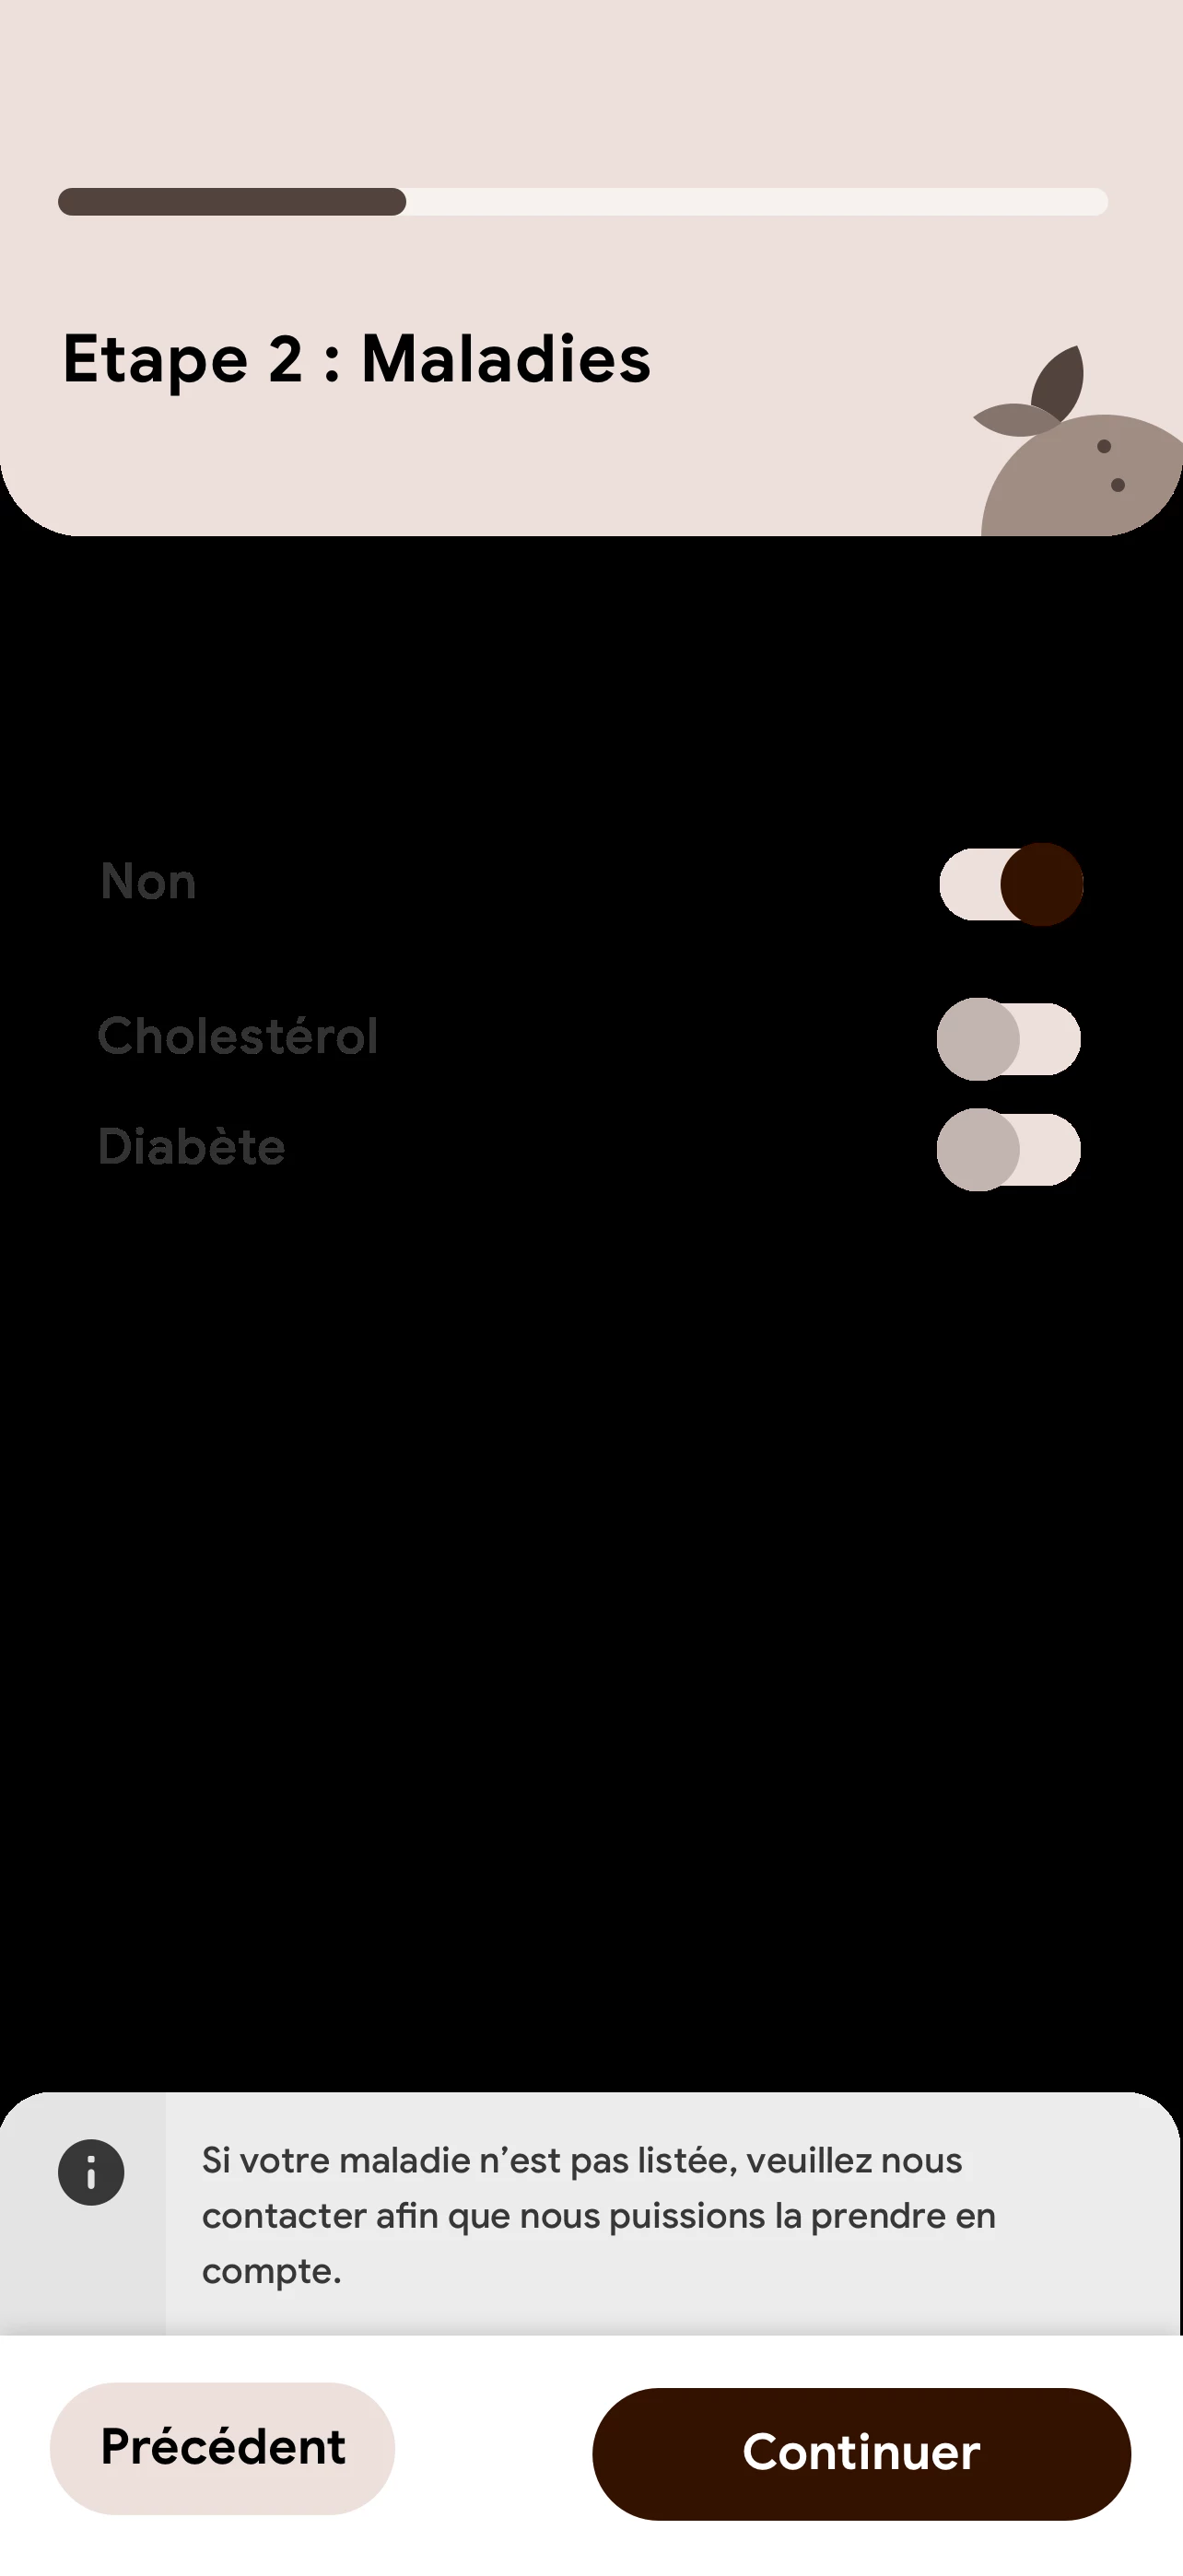 Etape 2 : Maladies
Non
Cholestérol
Diabète
Si votre maladie n’est pas listée, veuillez nous
contacter afin que nous puissions la prendre en
compte.
Précédent
Continuer